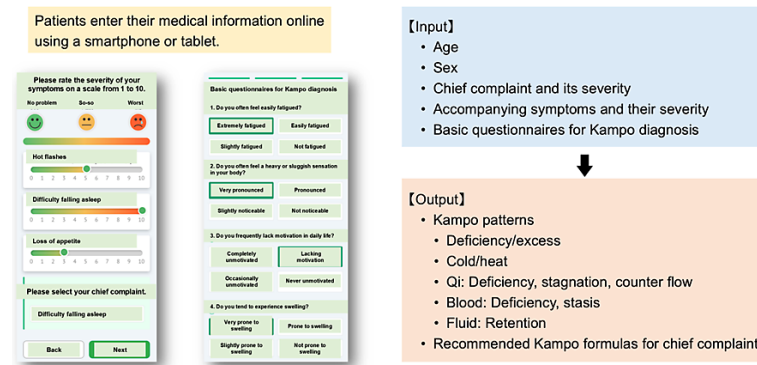 Patients enter their medical information online
using a smartphone or tablet.
Please rate the severity of your
symptoms on a scale from 1 to 10.
No problem So-so Worst
Hot flashes
0 1 2 3 4 5 6 7 8 9 10
Difficulty falling asleep
0 1 2 3 4 5 6 7 8 9 10
Loss of appetite
0 1 2 3 4 5 6 7 8 9 10
Please select your chief complaint.
Difficulty falling asleep
Back Next
Basic questionnaires for Kampo diagnosis
1. Do you often feel easily fatigued?
Extremely fatigued Easily fatigued
Slightly fatigued Not fatigued
2. Do you often feel a heavy or sluggish sensation
in your body?
Very pronounced Pronounced
Slightly noticeable Not noticeable
3. Do you frequently lack motivation in daily life?
Completely unmotivated Lacking motivation
Occasionally unmotivated Never unmotivated
4. Do you tend to experience swelling?
Very prone to swelling Prone to swelling
Slightly prone to swelling Not prone to swelling
【Input】
• Age
• Sex
• Chief complaint and its severity
• Accompanying symptoms and their severity
• Basic questionnaires for Kampo diagnosis
【Output】
• Kampo patterns
• Deficiency/excess
• Cold/heat
• Qi: Deficiency, stagnation, counter flow
• Blood: Deficiency, stasis
• Fluid: Retention
• Recommended Kampo formulas for chief complaint